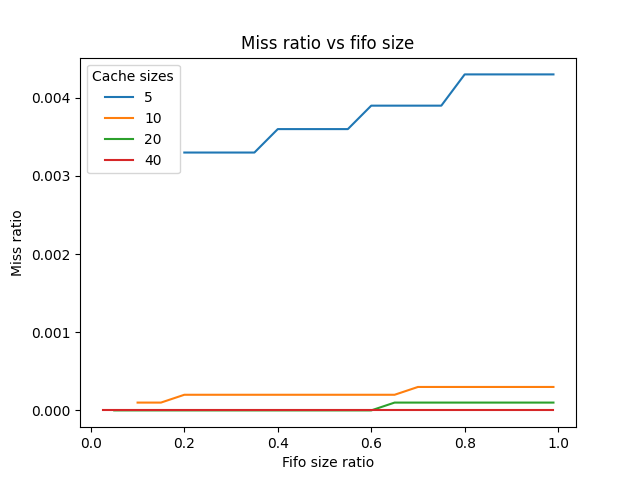 Miss ratio vs fifo size
Cache sizes
5
10
20
40
0.004
0.003
0.002
0.001
0.000
Miss ratio
0.0 0.2 0.4 0.6 0.8 1.0
Fifo size ratio